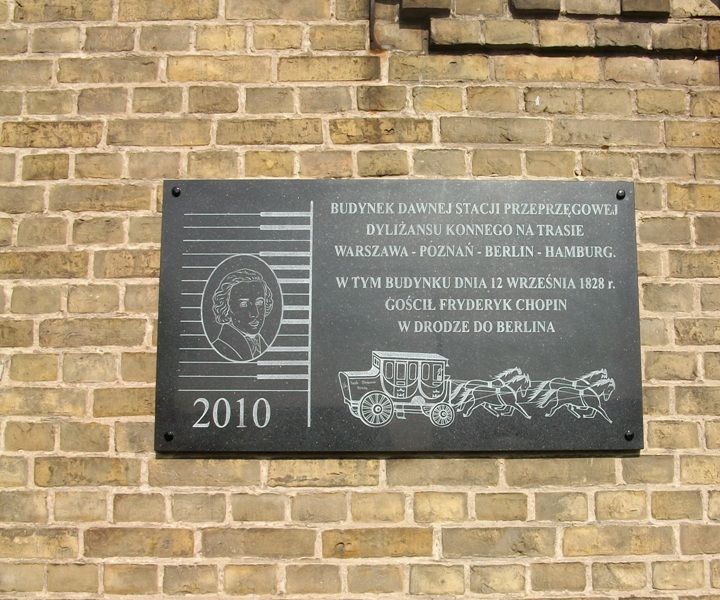 BUDYNEK DAWNEJ STACJI PRZEPRZĘGOWEJ
DYLIŻANSU KONNEGO NA TRASIE
WARSZAWA - POZNAŃ - BERLIN - HAMBURG.
W TYM BUDYNKU DNIA 12 WRZEŚNIA 1828 r.
GOŚCIŁ FRYDERYK CHOPIN
W DRODZE DO BERLINA
2010